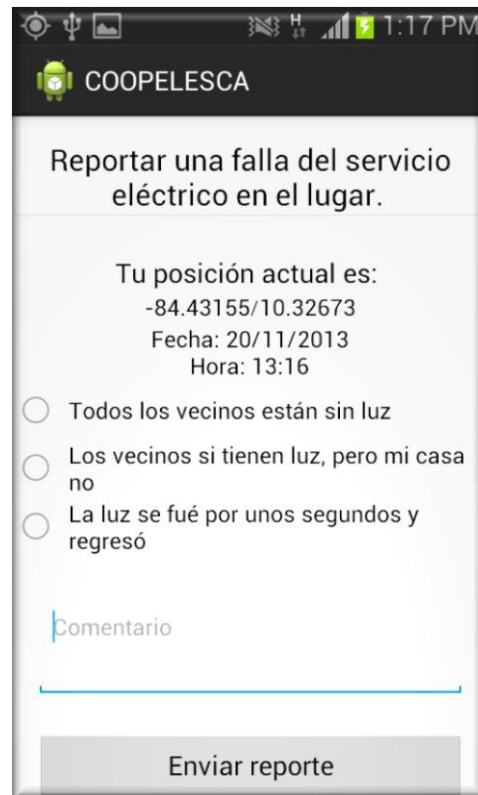 H 1:17 PM
COOPELESCA
Reportar una falla del servicio
eléctrico en el lugar.
Tu posición actual es:
-84.43155/10.32673
Fecha: 20/11/2013
Hora: 13:16
Todos los vecinos están sin luz
Los vecinos si tienen luz, pero mi casa
no
La luz se fué por unos segundos y
regresó
Comentario
Enviar reporte